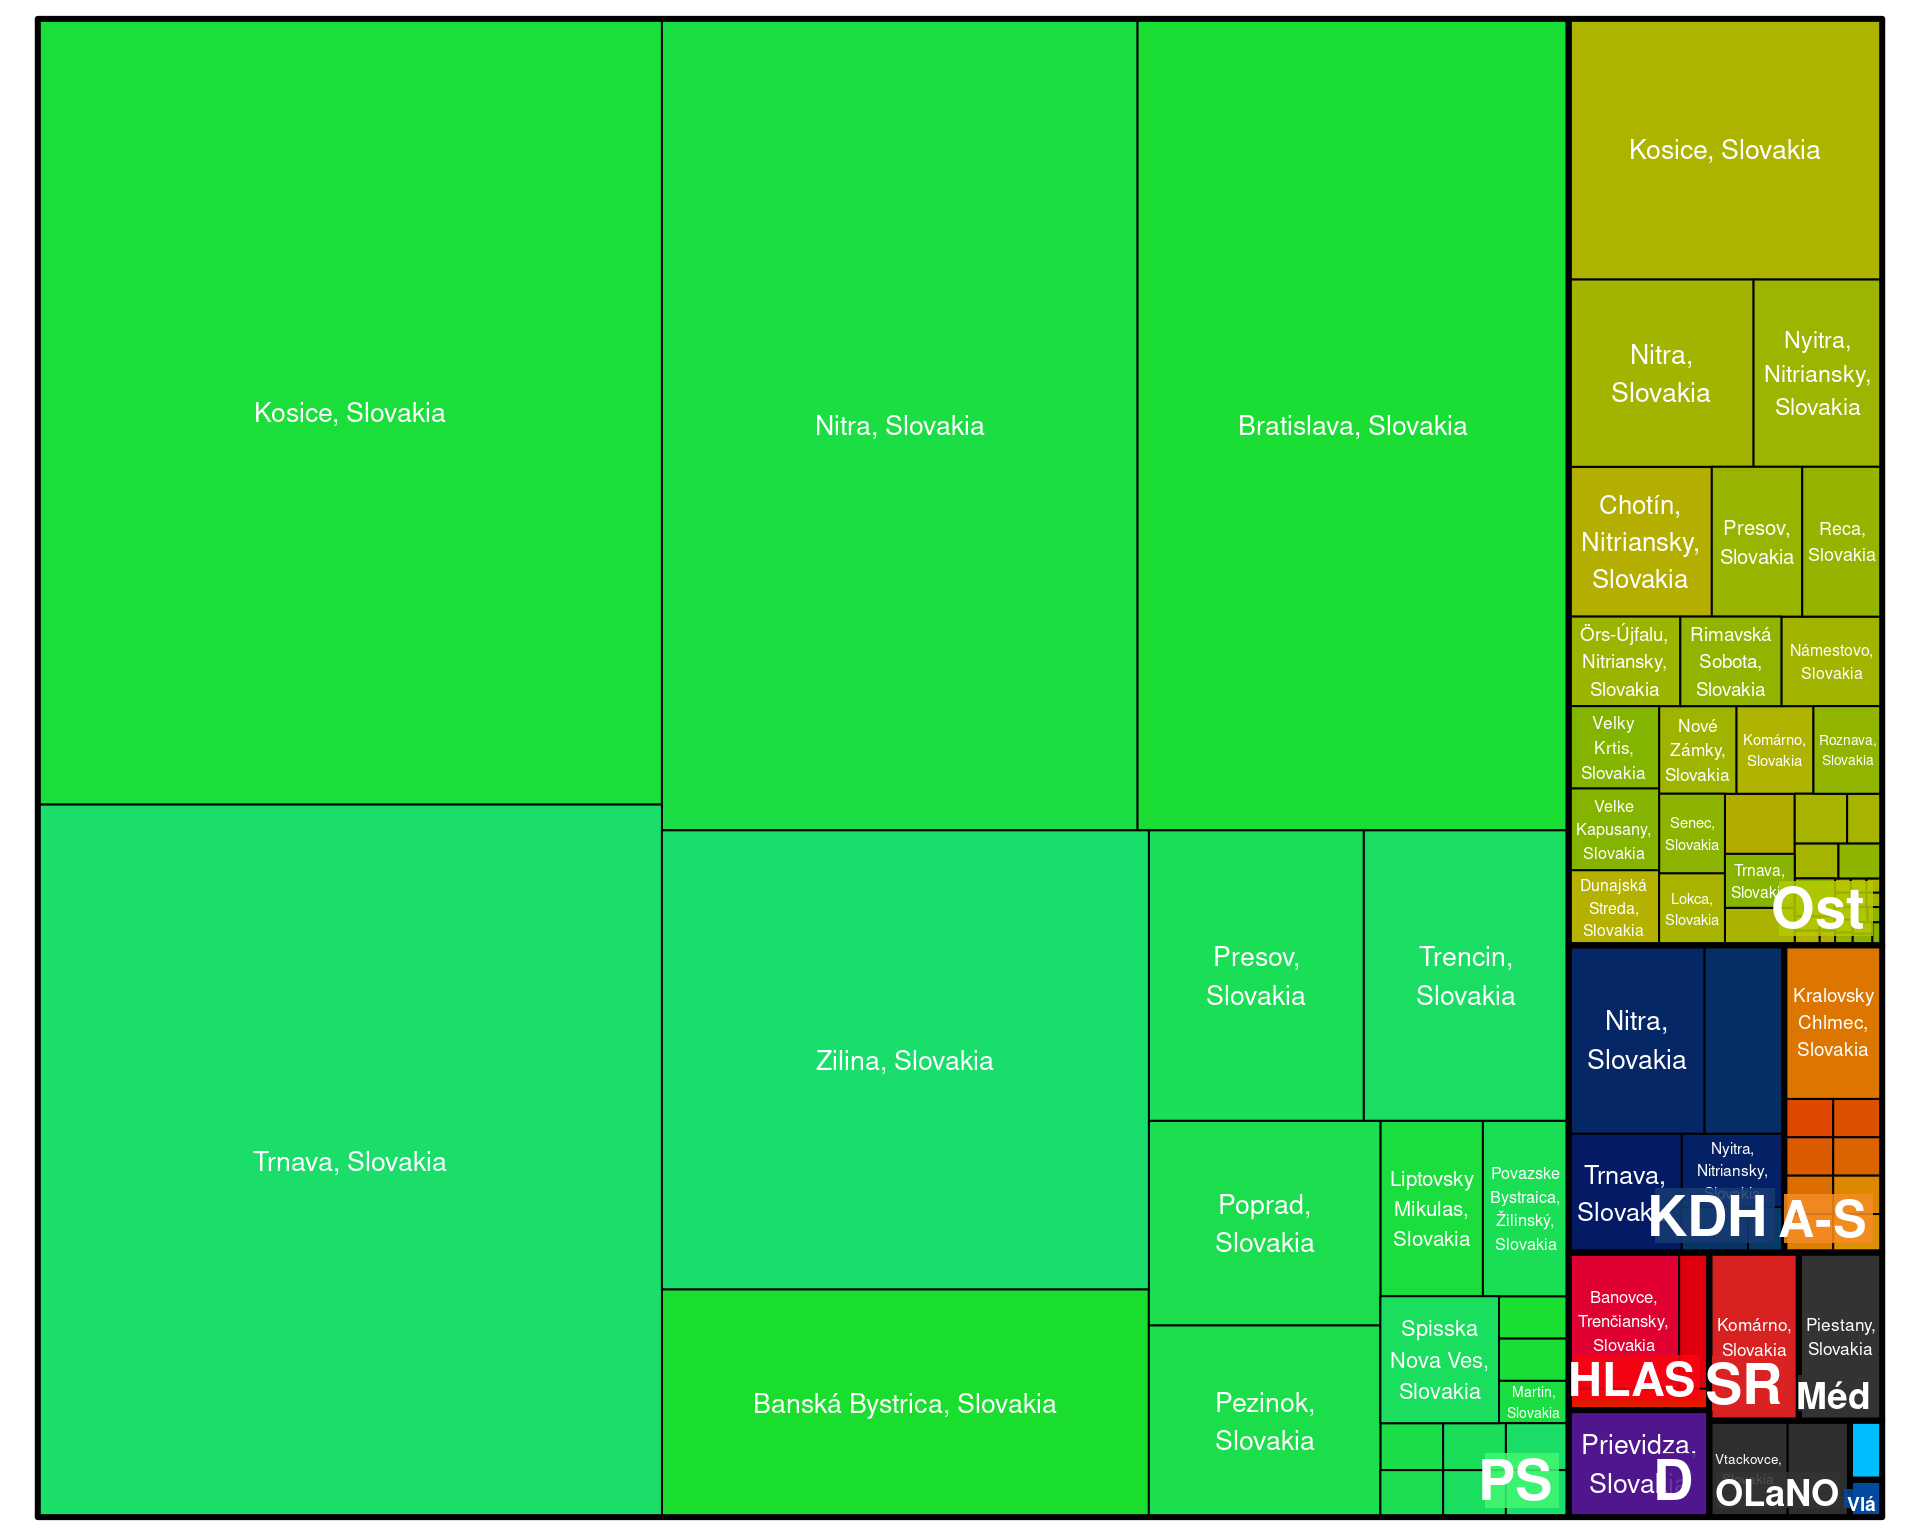 Kosice, Slovakia
Nitra, Slovakia
Bratislava, Slovakia
Trnava, Slovakia
Zilina, Slovakia
Banská Bystrica, Slovakia
Presov,
Slovakia
Trencin,
Slovakia
Poprad,
Slovakia
Liptovsky
Mikulas,
Slovakia
Povazske
Bystraica,
Žilinský,
Slovakia
Pezinok,
Slovakia
Spisska
Nova Ves,
Slovakia
Martin,
Slovakia
PS
Kosice, Slovakia
Nitra,
Slovakia
Nyitra,
Nitriansky,
Slovakia
Chotín,
Nitriansky,
Slovakia
Presov,
Slovakia
Reca,
Slovakia
Örs-Újfalu,
Nitriansky,
Slovakia
Rimavská
Sobota,
Slovakia
Námestovo,
Slovakia
Velky
Krtis,
Slovakia
Nové
Zámky,
Slovakia
Komárno,
Slovakia
Roznava,
Slovakia
Velke
Kapusany,
Slovakia
Senec,
Slovakia
Trnava,
Slovakia
Dunajská
Streda,
Slovakia
Lokca,
Slovakia
Ost
Nitra,
Slovakia
Trnava,
Slovakia
Nyitra,
Nitriansky,
Slovakia
KDH
Kralovsky
Chlmec,
Slovakia
A-S
Banovce,
Trenčiansky,
Slovakia
HLAS
Komárno,
Slovakia
SR
Piestany,
Slovakia
Méd
Prievidza,
Slovakia
D
Vtackovce,
Slovakia
OLaNO
Vlá